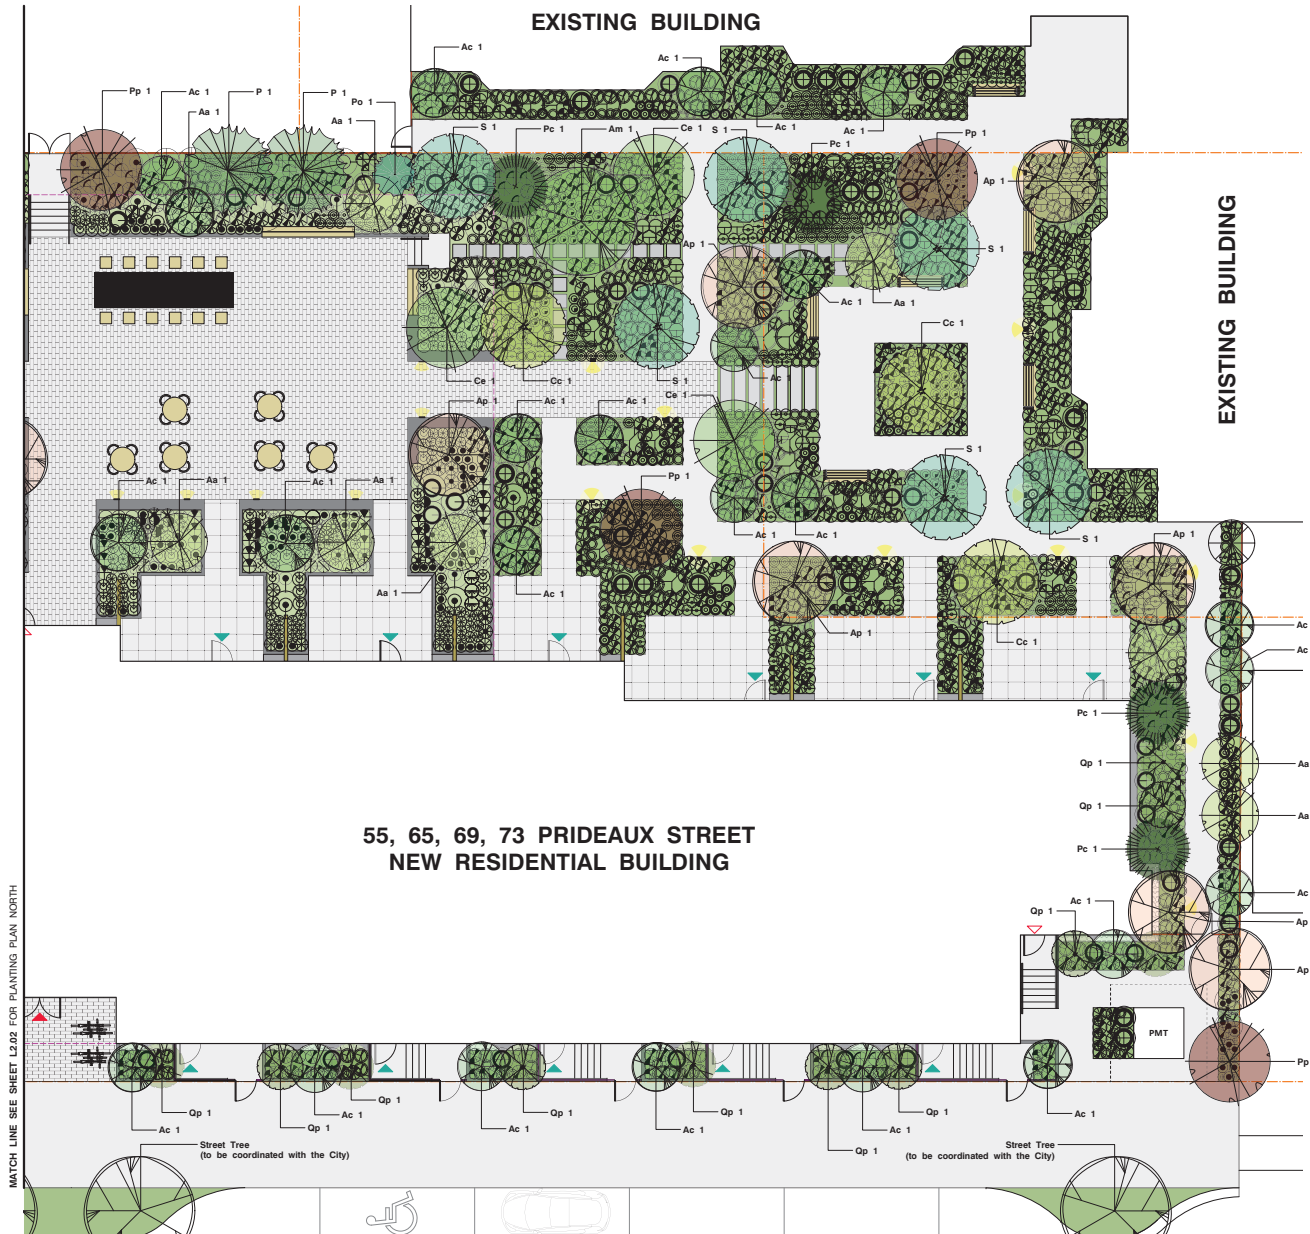 EXISTING BUILDING
Ac 1
Ac 1
Pp 1
Ac 1
P 1
P 1
Po 1
Aa 1
Aa 1
S 1
Pc 1
Am 1
Ce 1
S 1
Ac 1
Ac 1
Pp 1
Pc 1
Ap 1
EXISTING BUILDING
Ap 1
S 1
Ac 1
Aa 1
Cc 1
Ce 1
Cc 1
S 1
Ac 1
Ce 1
Ap 1
Ac 1
Ac 1
S 1
Pp 1
Ac 1
Aa 1
Ac 1
Aa 1
Ac 1
Ac 1
S 1
Ap 1
Aa 1
Ac 1
Ap 1
Cc 1
Ac
Ac
Pc 1
Qp 1
Aa
Qp 1
Aa
Pc 1
55, 65, 69, 73 PRIDEAUX STREET
NEW RESIDENTIAL BUILDING
Ac
Ac 1
Qp 1
Ap
Ap
MATCH LINE SEE SHEET L2.02 FOR PLANTING PLAN NORTH
PMT
Pp
Qp 1
Ac 1
Qp 1
Ac 1
Qp 1
Qp 1
Ac 1
Qp 1
Ac 1
Qp 1
Ac 1
Qp 1
Ac 1
Street Tree
(to be coordinated with the City)
Street Tree
(to be coordinated with the City)